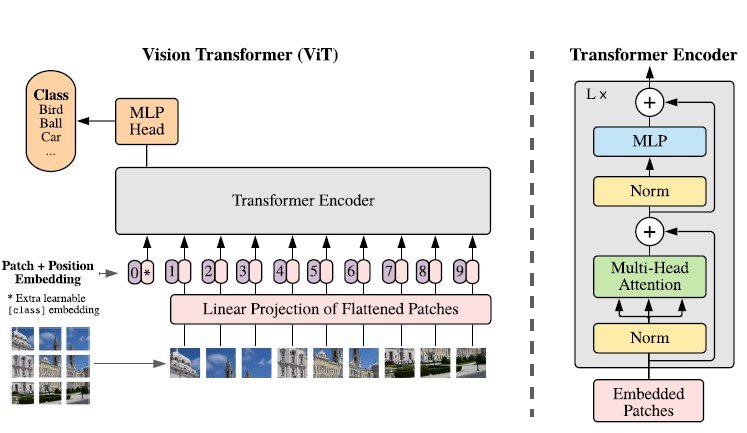 Vision Transformer (ViT)
Class
Bird
Ball
Car
...
MLP
Head
Transformer Encoder
Patch + Position
Embedding
* Extra learnable
[class] embedding
0 *
1
2
3
4
5
6
7
8
9
Linear Projection of Flattened Patches
Transformer Encoder
L x
+
MLP
Norm
+
Multi-Head
Attention
Norm
Embedded
Patches